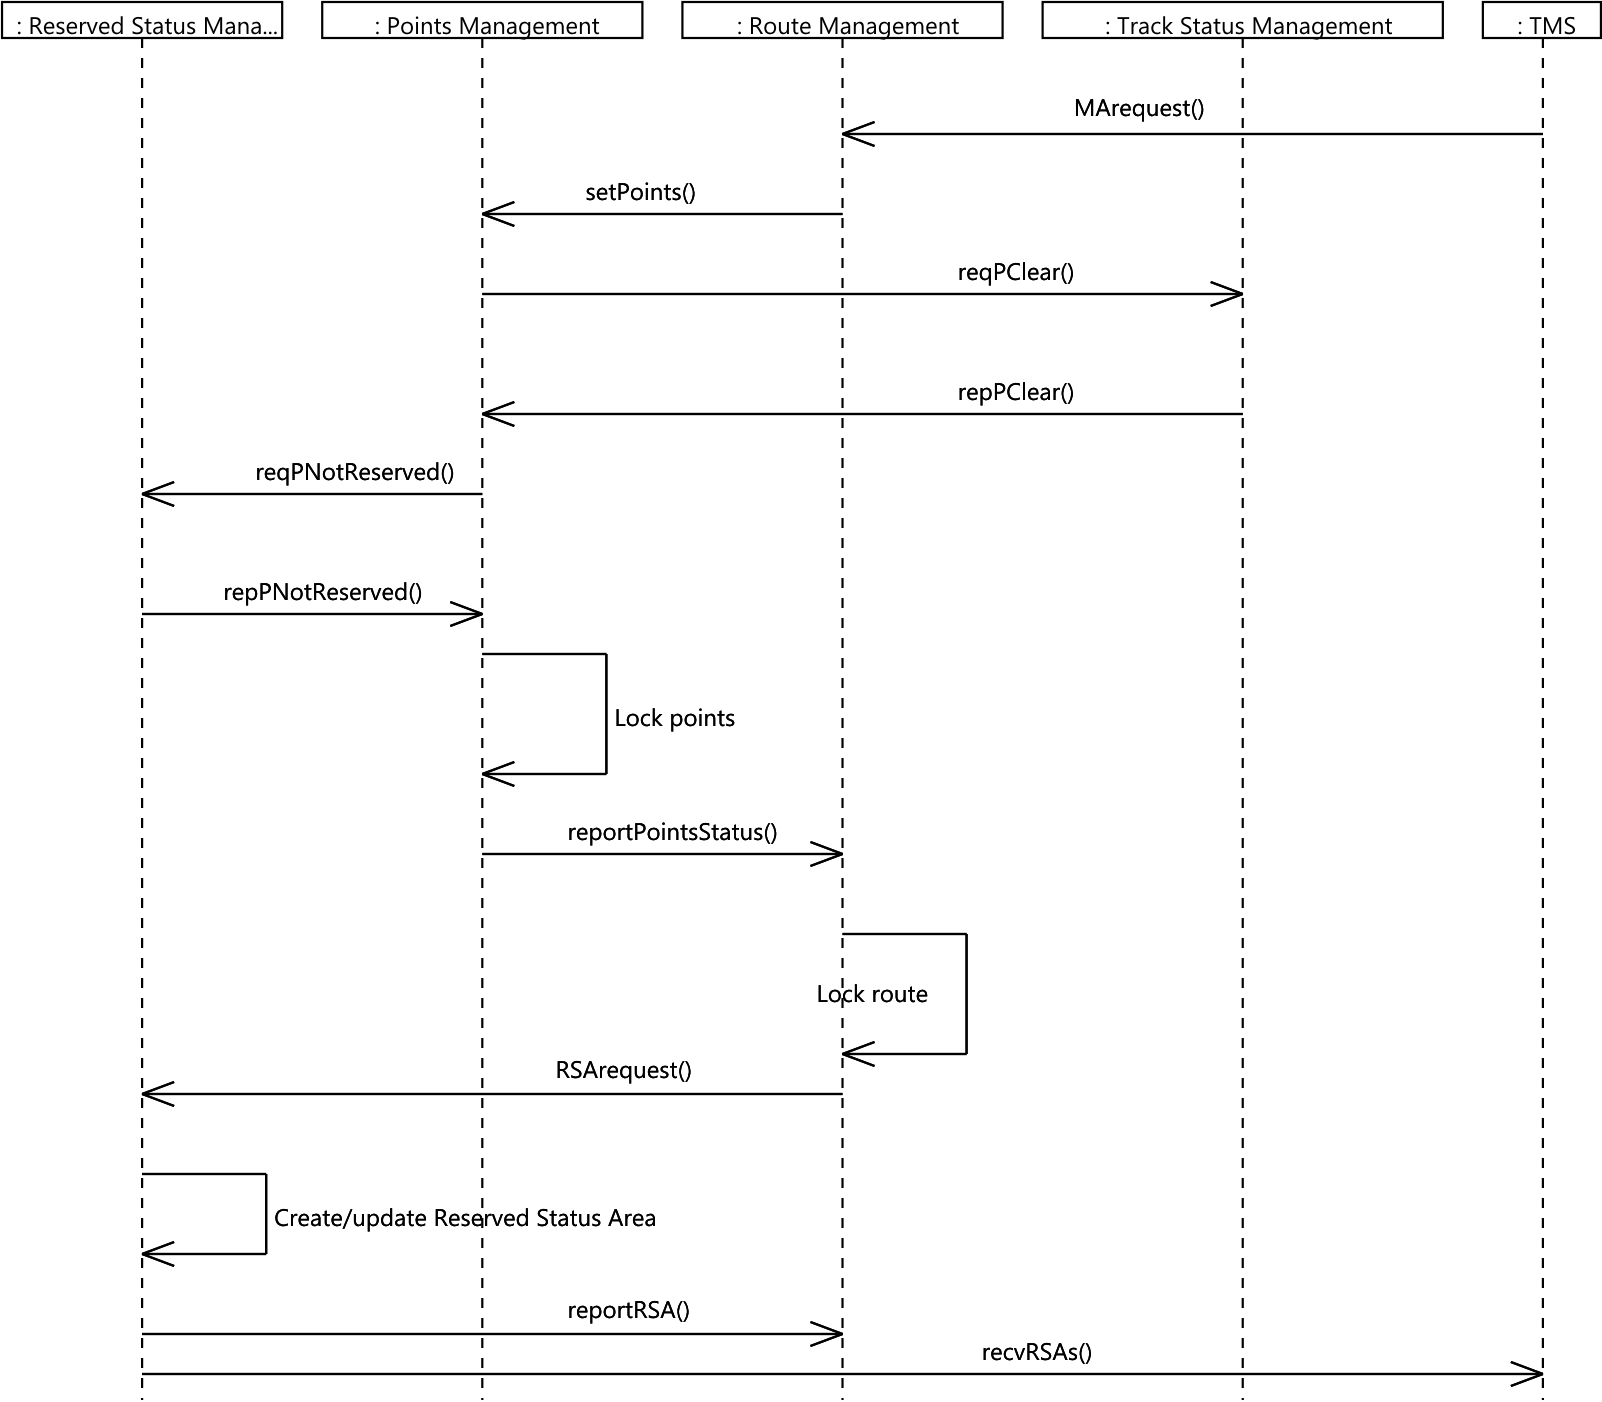 : Reserved Status Mana...
: Points Management
: Route Management
: Track Status Management
: TMS
MArequest()
setPoints()
reqPClear()
repPClear()
reqPNotReserved()
repPNotReserved()
Lock points
reportPointsStatus()
Lock route
RSArequest()
Create/update Reserved Status Area
reportRSA()
recvRSAs()